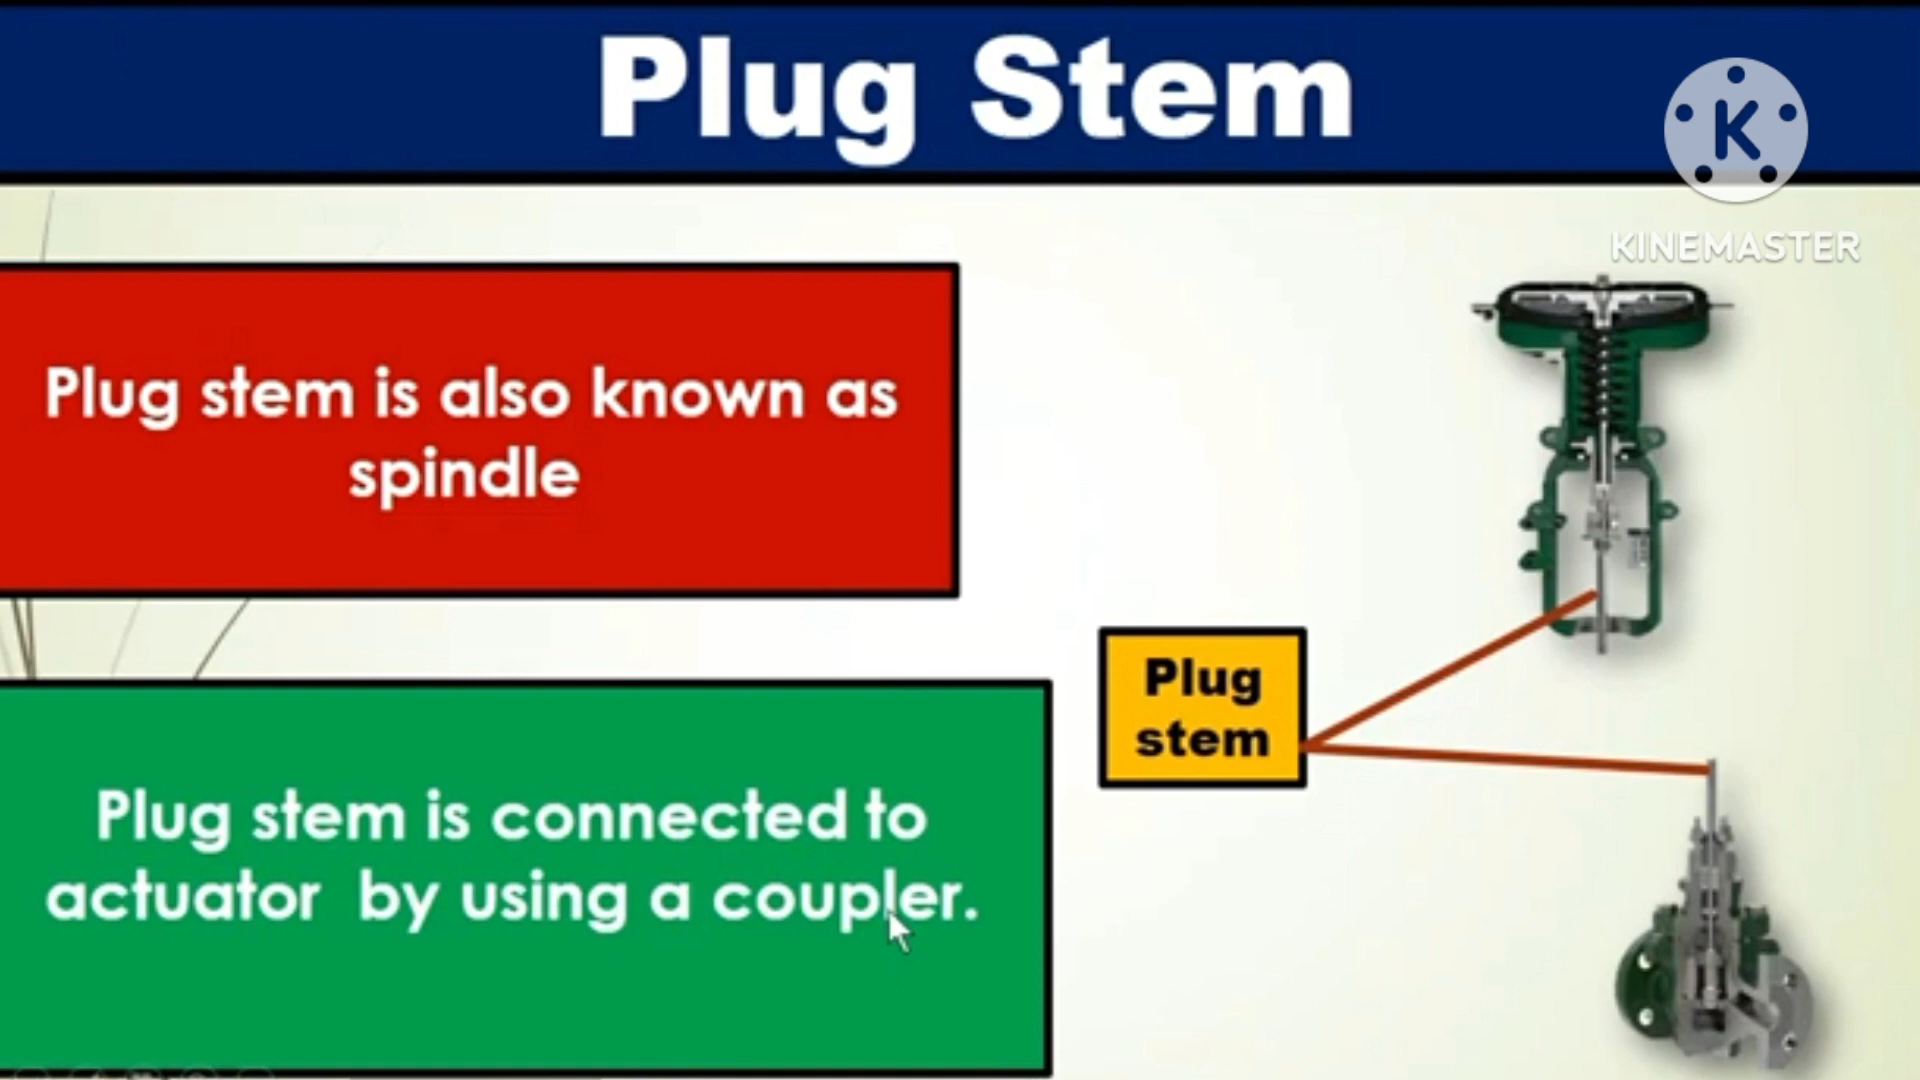 Plug Stem
K
KINEMASTER
Plug stem is also known as
spindle
Plug
stem
Plug stem is connected to
actuator by using a coupler.